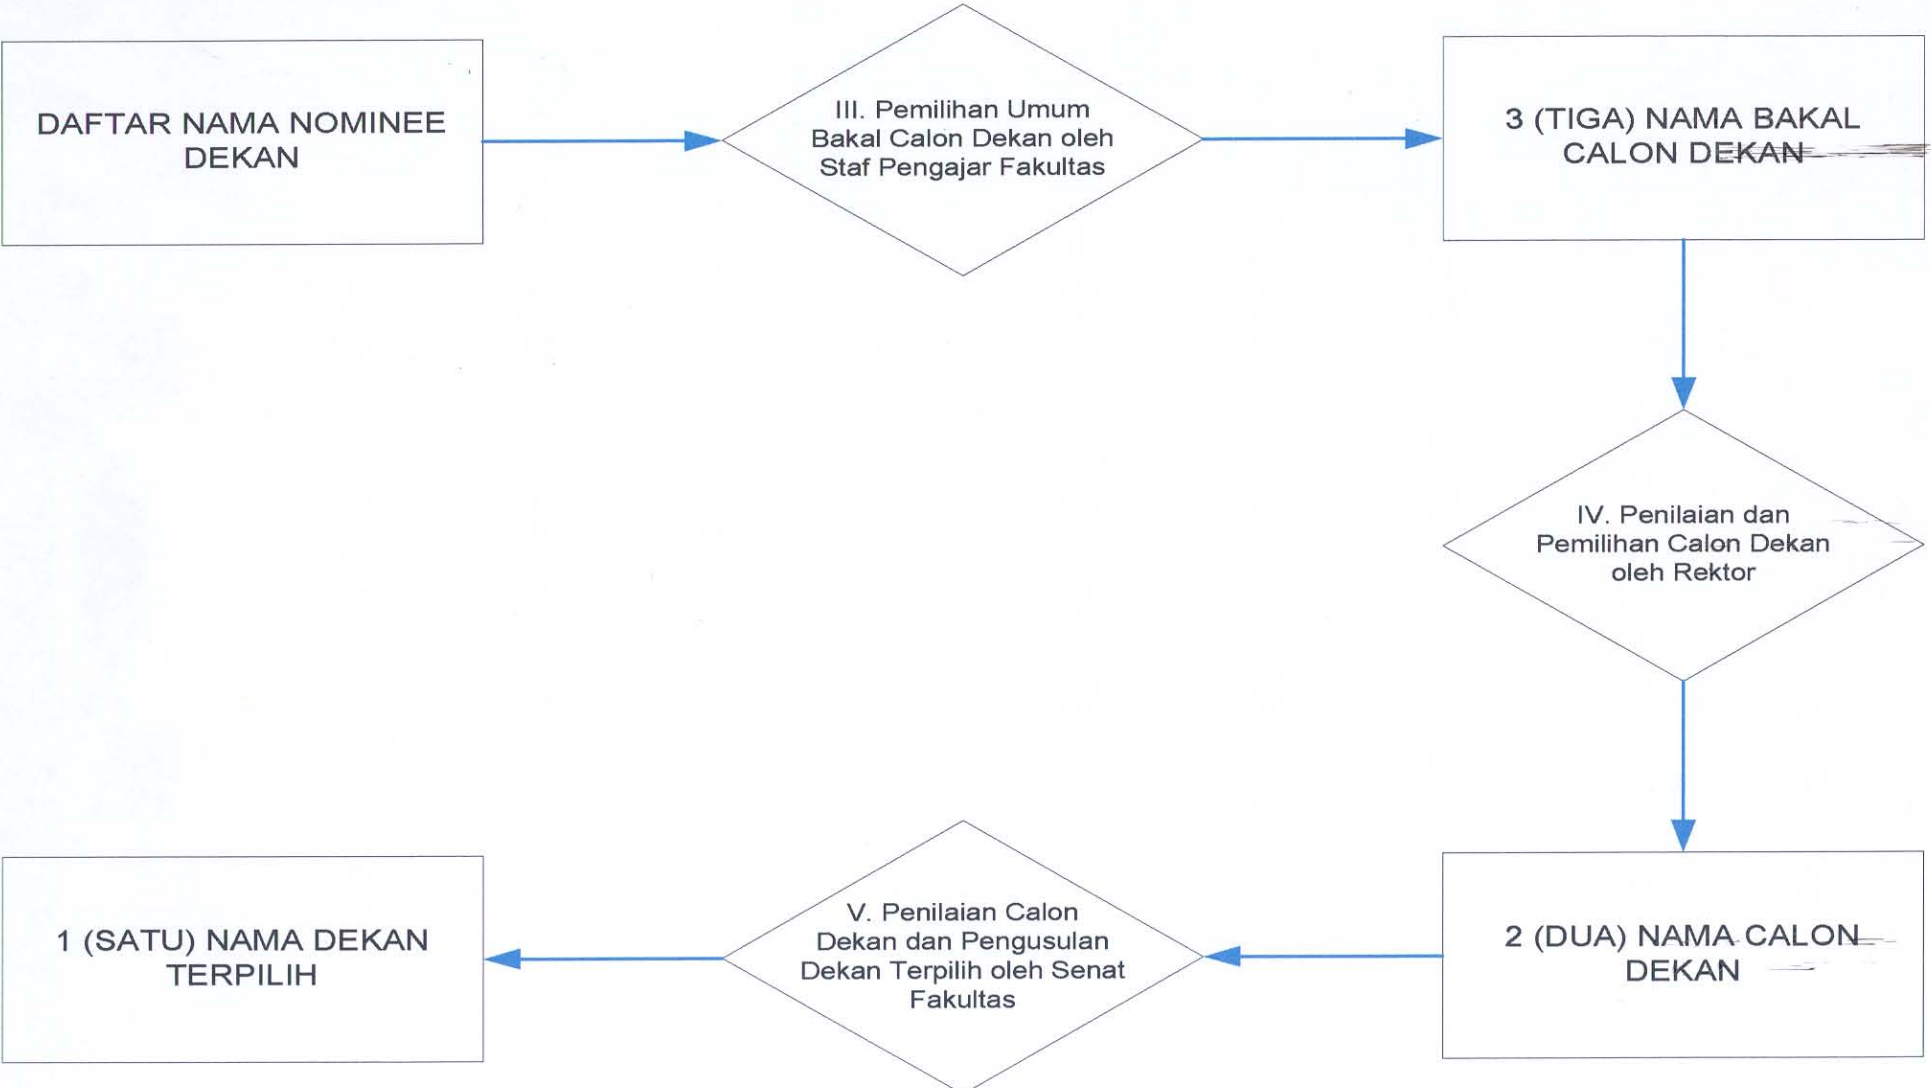 DAFTAR NAMA NOMINEE
DEKAN
III. Pemilihan Umum
Bakal Calon Dekan oleh
Staf Pengajar Fakultas
3 (TIGA) NAMA BAKAL
CALON DEKAN
IV. Penilaian dan
Pemilihan Calon Dekan
oleh Rektor
2 (DUA) NAMA CALON
DEKAN
V. Penilaian Calon
Dekan dan Pengusulan
Dekan Terpilih oleh Senat
Fakultas
1 (SATU) NAMA DEKAN
TERPILIH